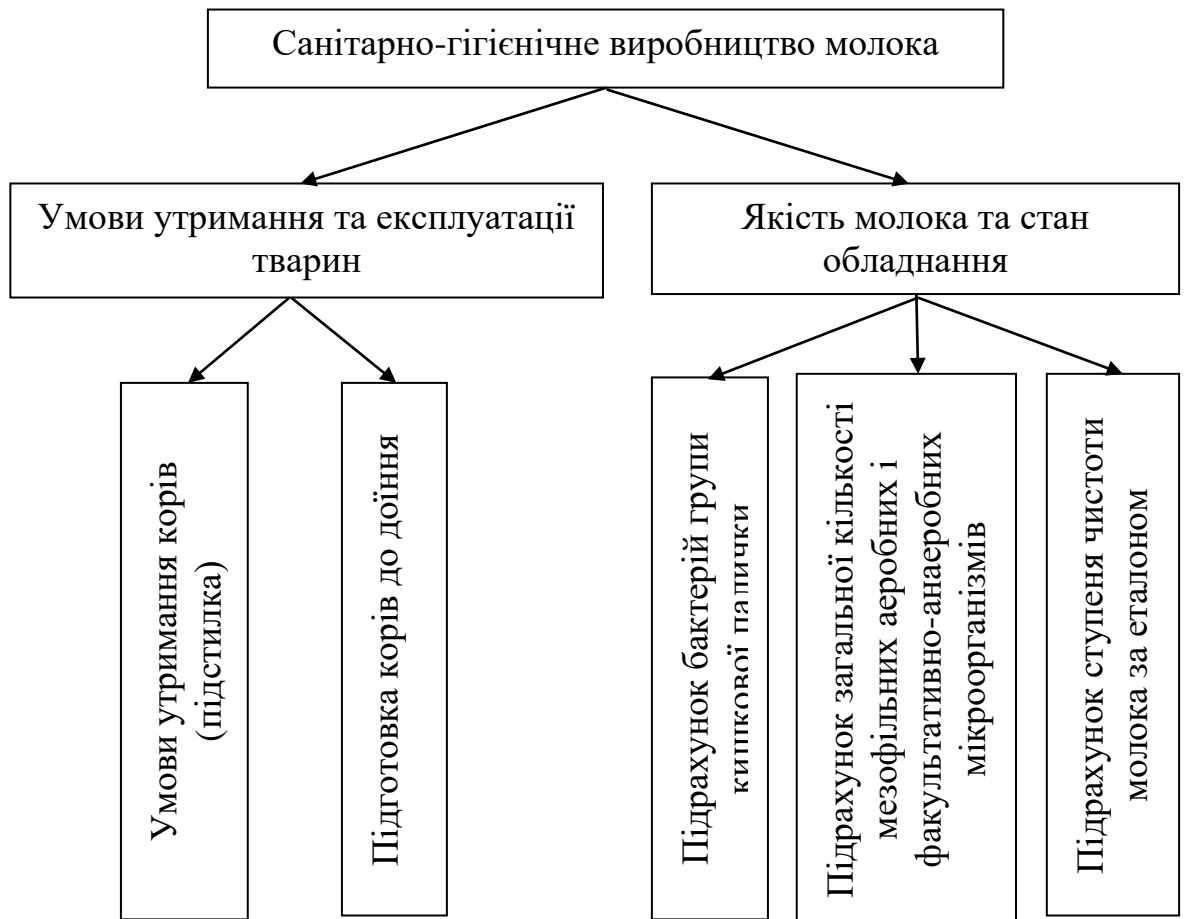 Санітарно-гігієнічне виробництво молока
Умови утримання та експлуатації
тварин
Якість молока та стан
обладнання
Умови утримання корів
(підстилка)
Підготовка корів до доїння
Підрахунок бактерій групи
кишкової палички
Підрахунок загальної кількості
мезофільних аеробних і
факультативно-анаеробних
мікроорганізмів
Підрахунок ступеня чистоти
молока за еталоном